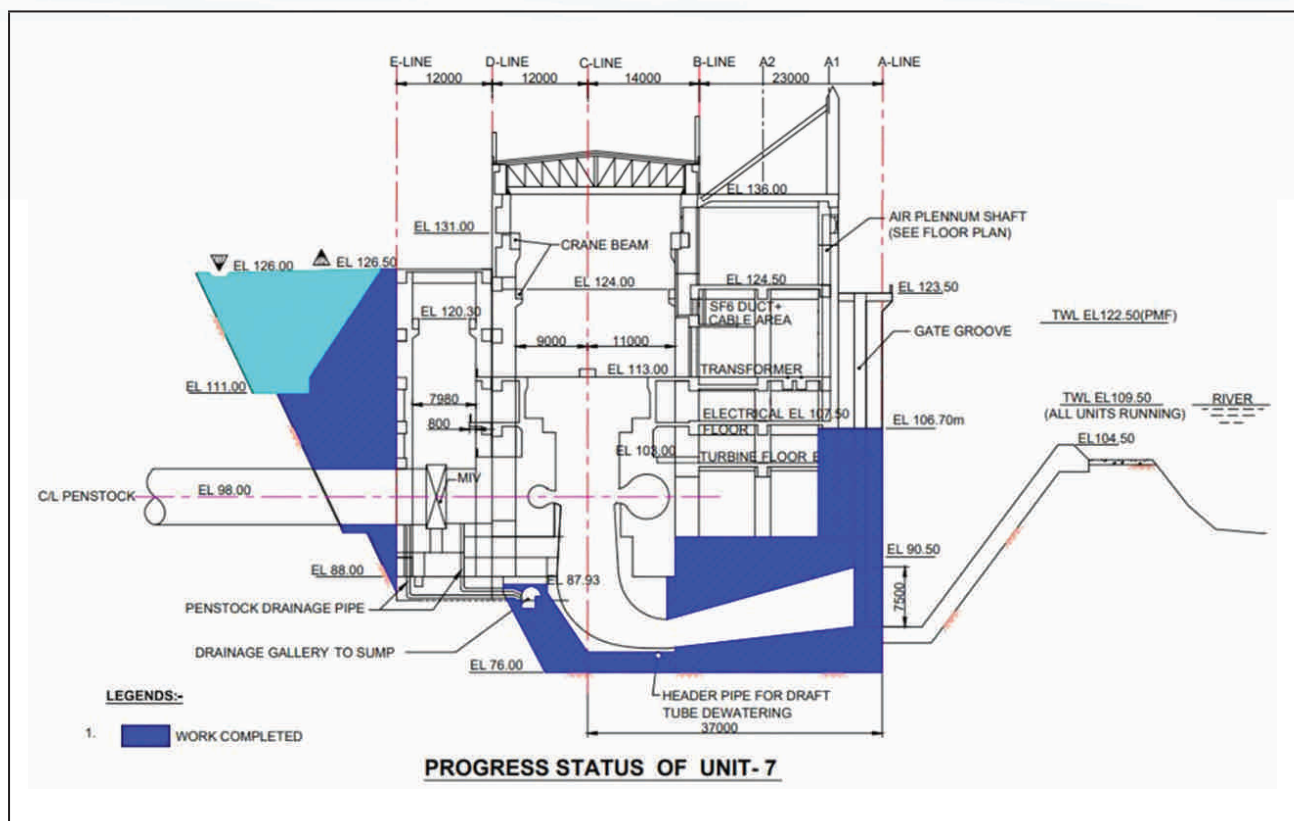 E-LINE D-LINE C-LINE B-LINE A2 A1 A-LINE
12000 12000 14000 23000
EL 136.00
AIR PLENNUM SHAFT
(SEE FLOOR PLAN)
EL 131.00
CRANE BEAM
EL 126.00 EL 126.50
EL 124.00 EL 124.50
EL 123.50
SF6 DUCT+
CABLE AREA
EL 120.30
TWL EL122.50(PMF)
GATE GROOVE
9000 11000
EL 113.00 TRANSFORMER
EL 111.00
7980
TWL EL109.50 RIVER
(ALL UNITS RUNNING)
800
ELECTRICAL EL 107.50
FLOOR
EL 106.70m
EL104.50
EL 103.00 TURBINE FLOOR E
MIV
C/L PENSTOCK EL 98.00
EL 90.50
EL 88.00
EL 87.93
7500
PENSTOCK DRAINAGE PIPE
DRAINAGE GALLERY TO SUMP
EL 76.00
LEGENDS:-
HEADER PIPE FOR DRAFT
TUBE DEWATERING
37000
1. WORK COMPLETED
PROGRESS STATUS OF UNIT- 7